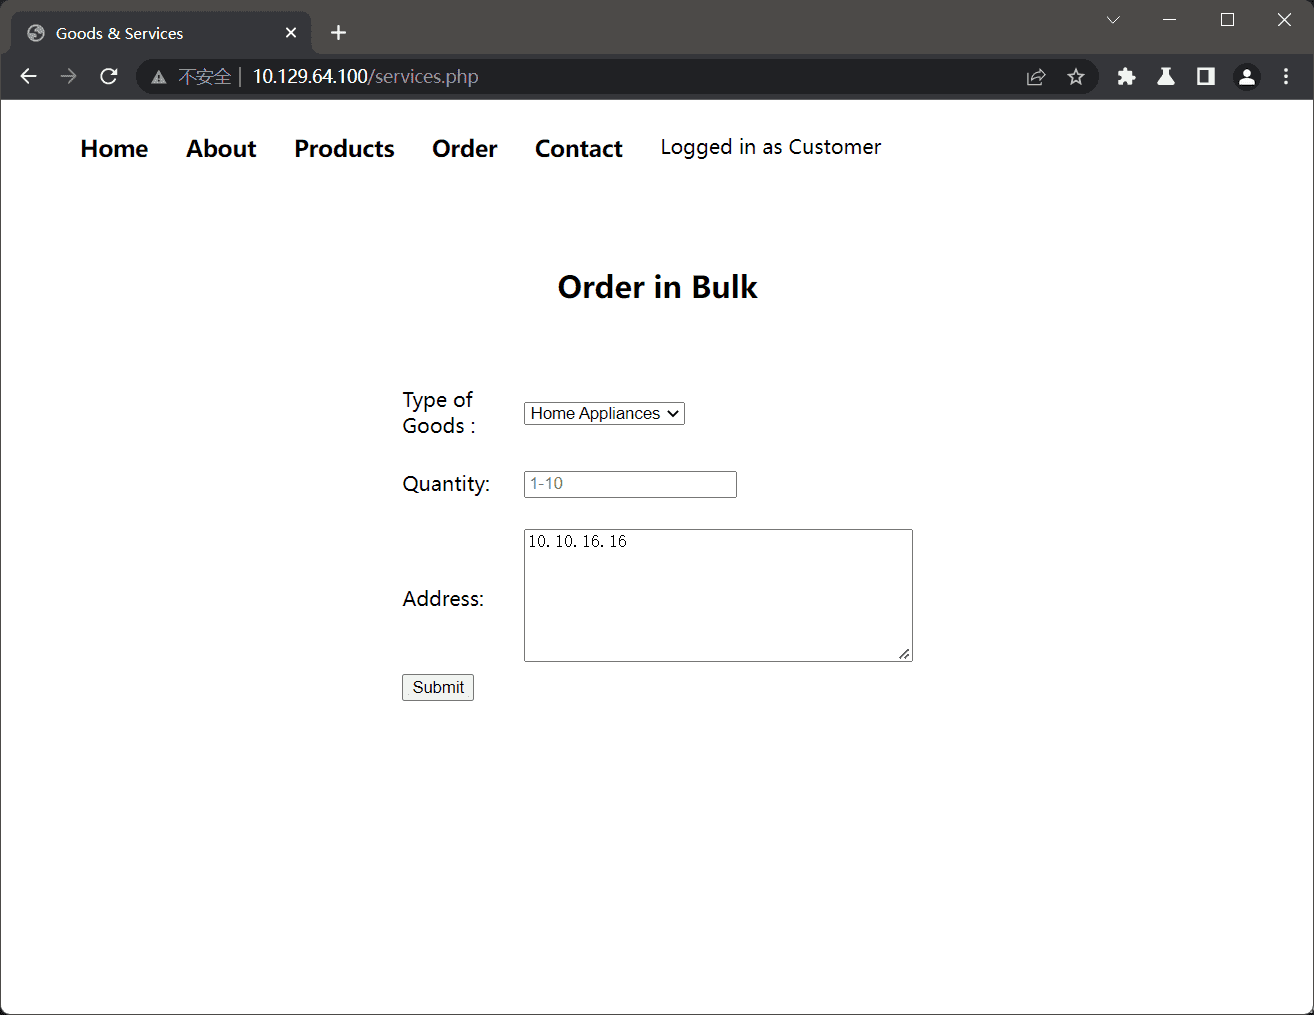 Goods & Services
不安全 | 10.129.64.100/services.php
Home About Products Order Contact Logged in as Customer
Order in Bulk
Type of
Goods :
Home Appliances
Quantity: 1-10
10.10.16.16
Address:
Submit